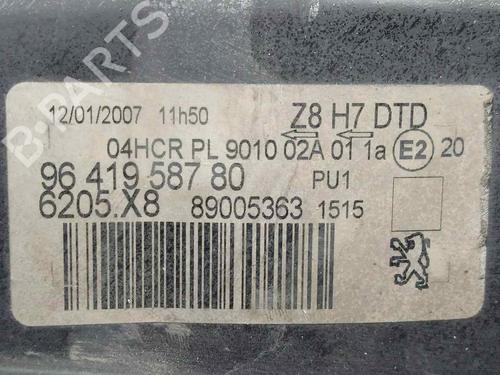 B-PARTS
12/01/2007 11h50 Z8 H7 DTD
04HCR PL 9010 02A 01 1a E2 20
96 419 587 80 PU1
6205.X8 89005363 1515